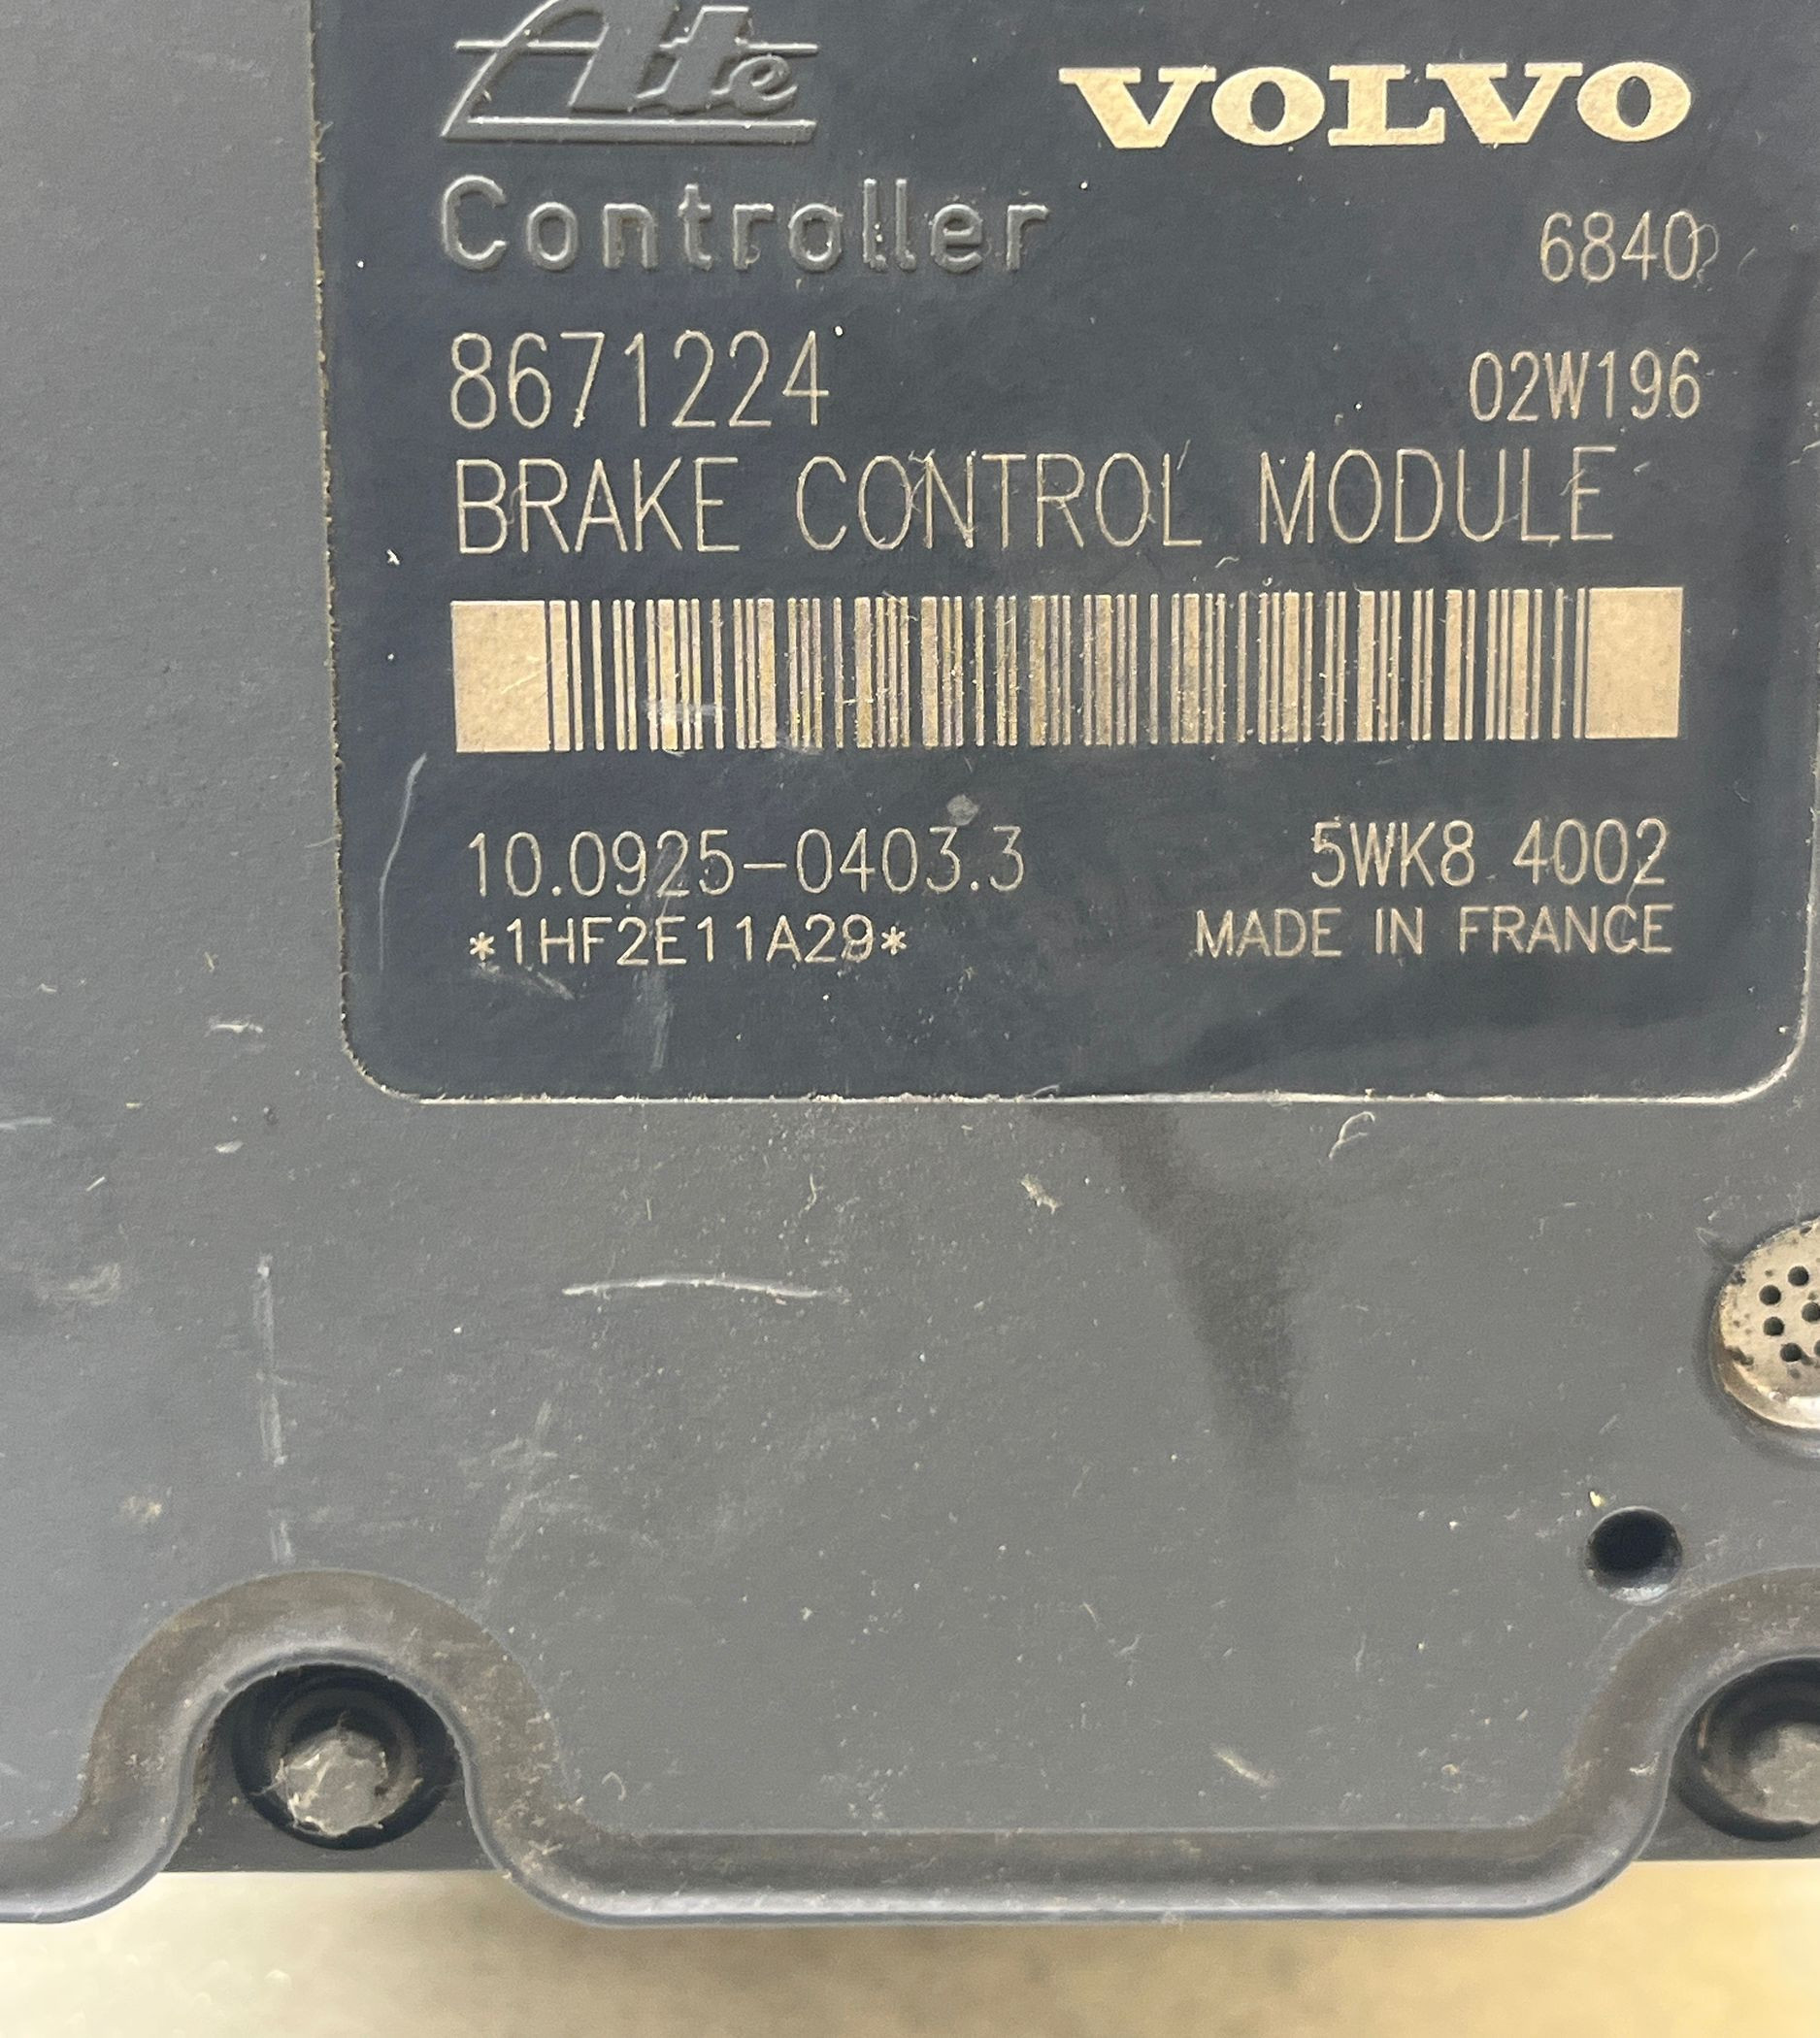 Ate
VOLVO
Controller
6840
8671224
02W196
BRAKE CONTROL MODULE
10.0925-0403.3
5WK8 4002
*1HF2E11A29*
MADE IN FRANCE